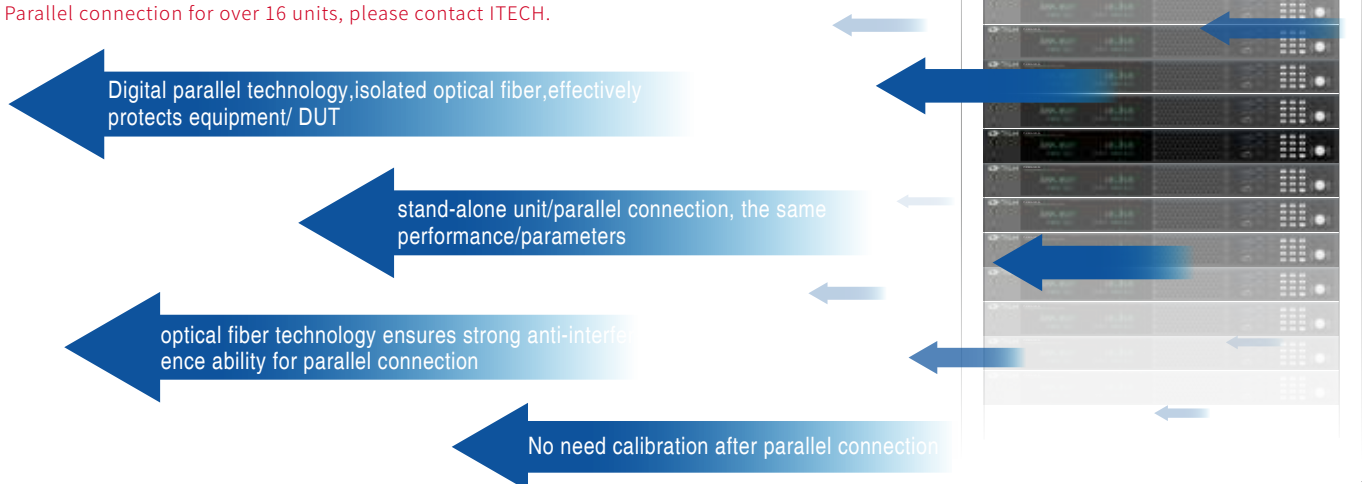 Parallel connection for over 16 units, please contact ITECH.
Digital parallel technology,isolated optical fiber,effectively
protects equipment/ DUT
stand-alone unit/parallel connection, the same
performance/parameters
optical fiber technology ensures strong anti-interfer-
ence ability for parallel connection
No need calibration after parallel connection